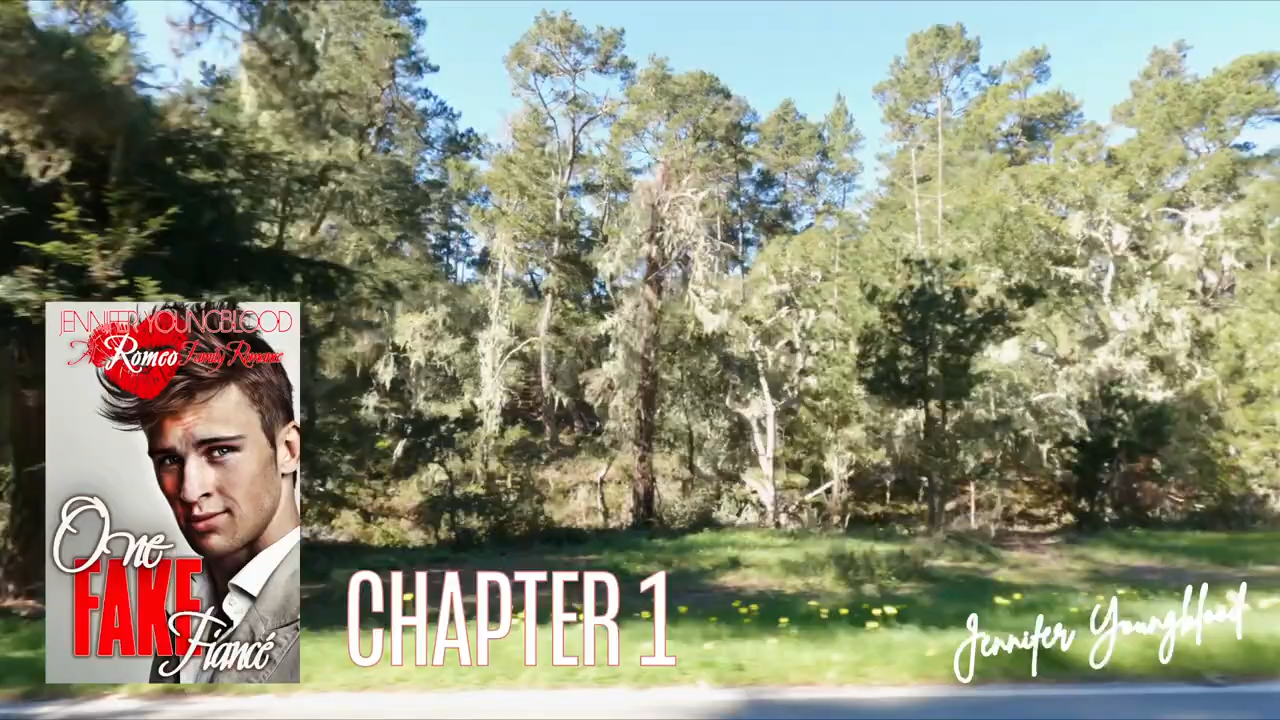 JENNIFER YOUNGBLOOD
A Romeo Family Romance
One
FAKE
Fiancé
CHAPTER 1
Jennifer Youngblood